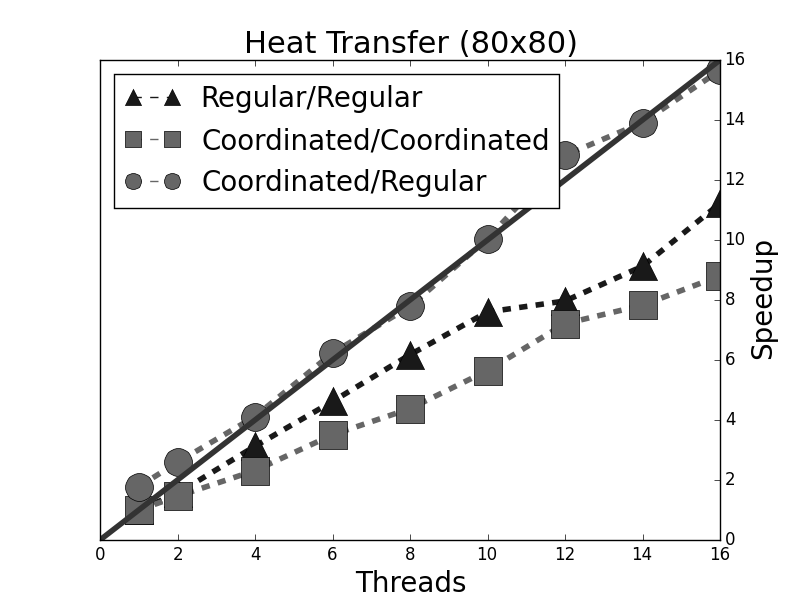 Heat Transfer (80x80)
Regular/Regular
Coordinated/Coordinated
Coordinated/Regular
16
14
12
10
8
6
4
2
0
Speedup
0 2 4 6 8 10 12 14 16
Threads